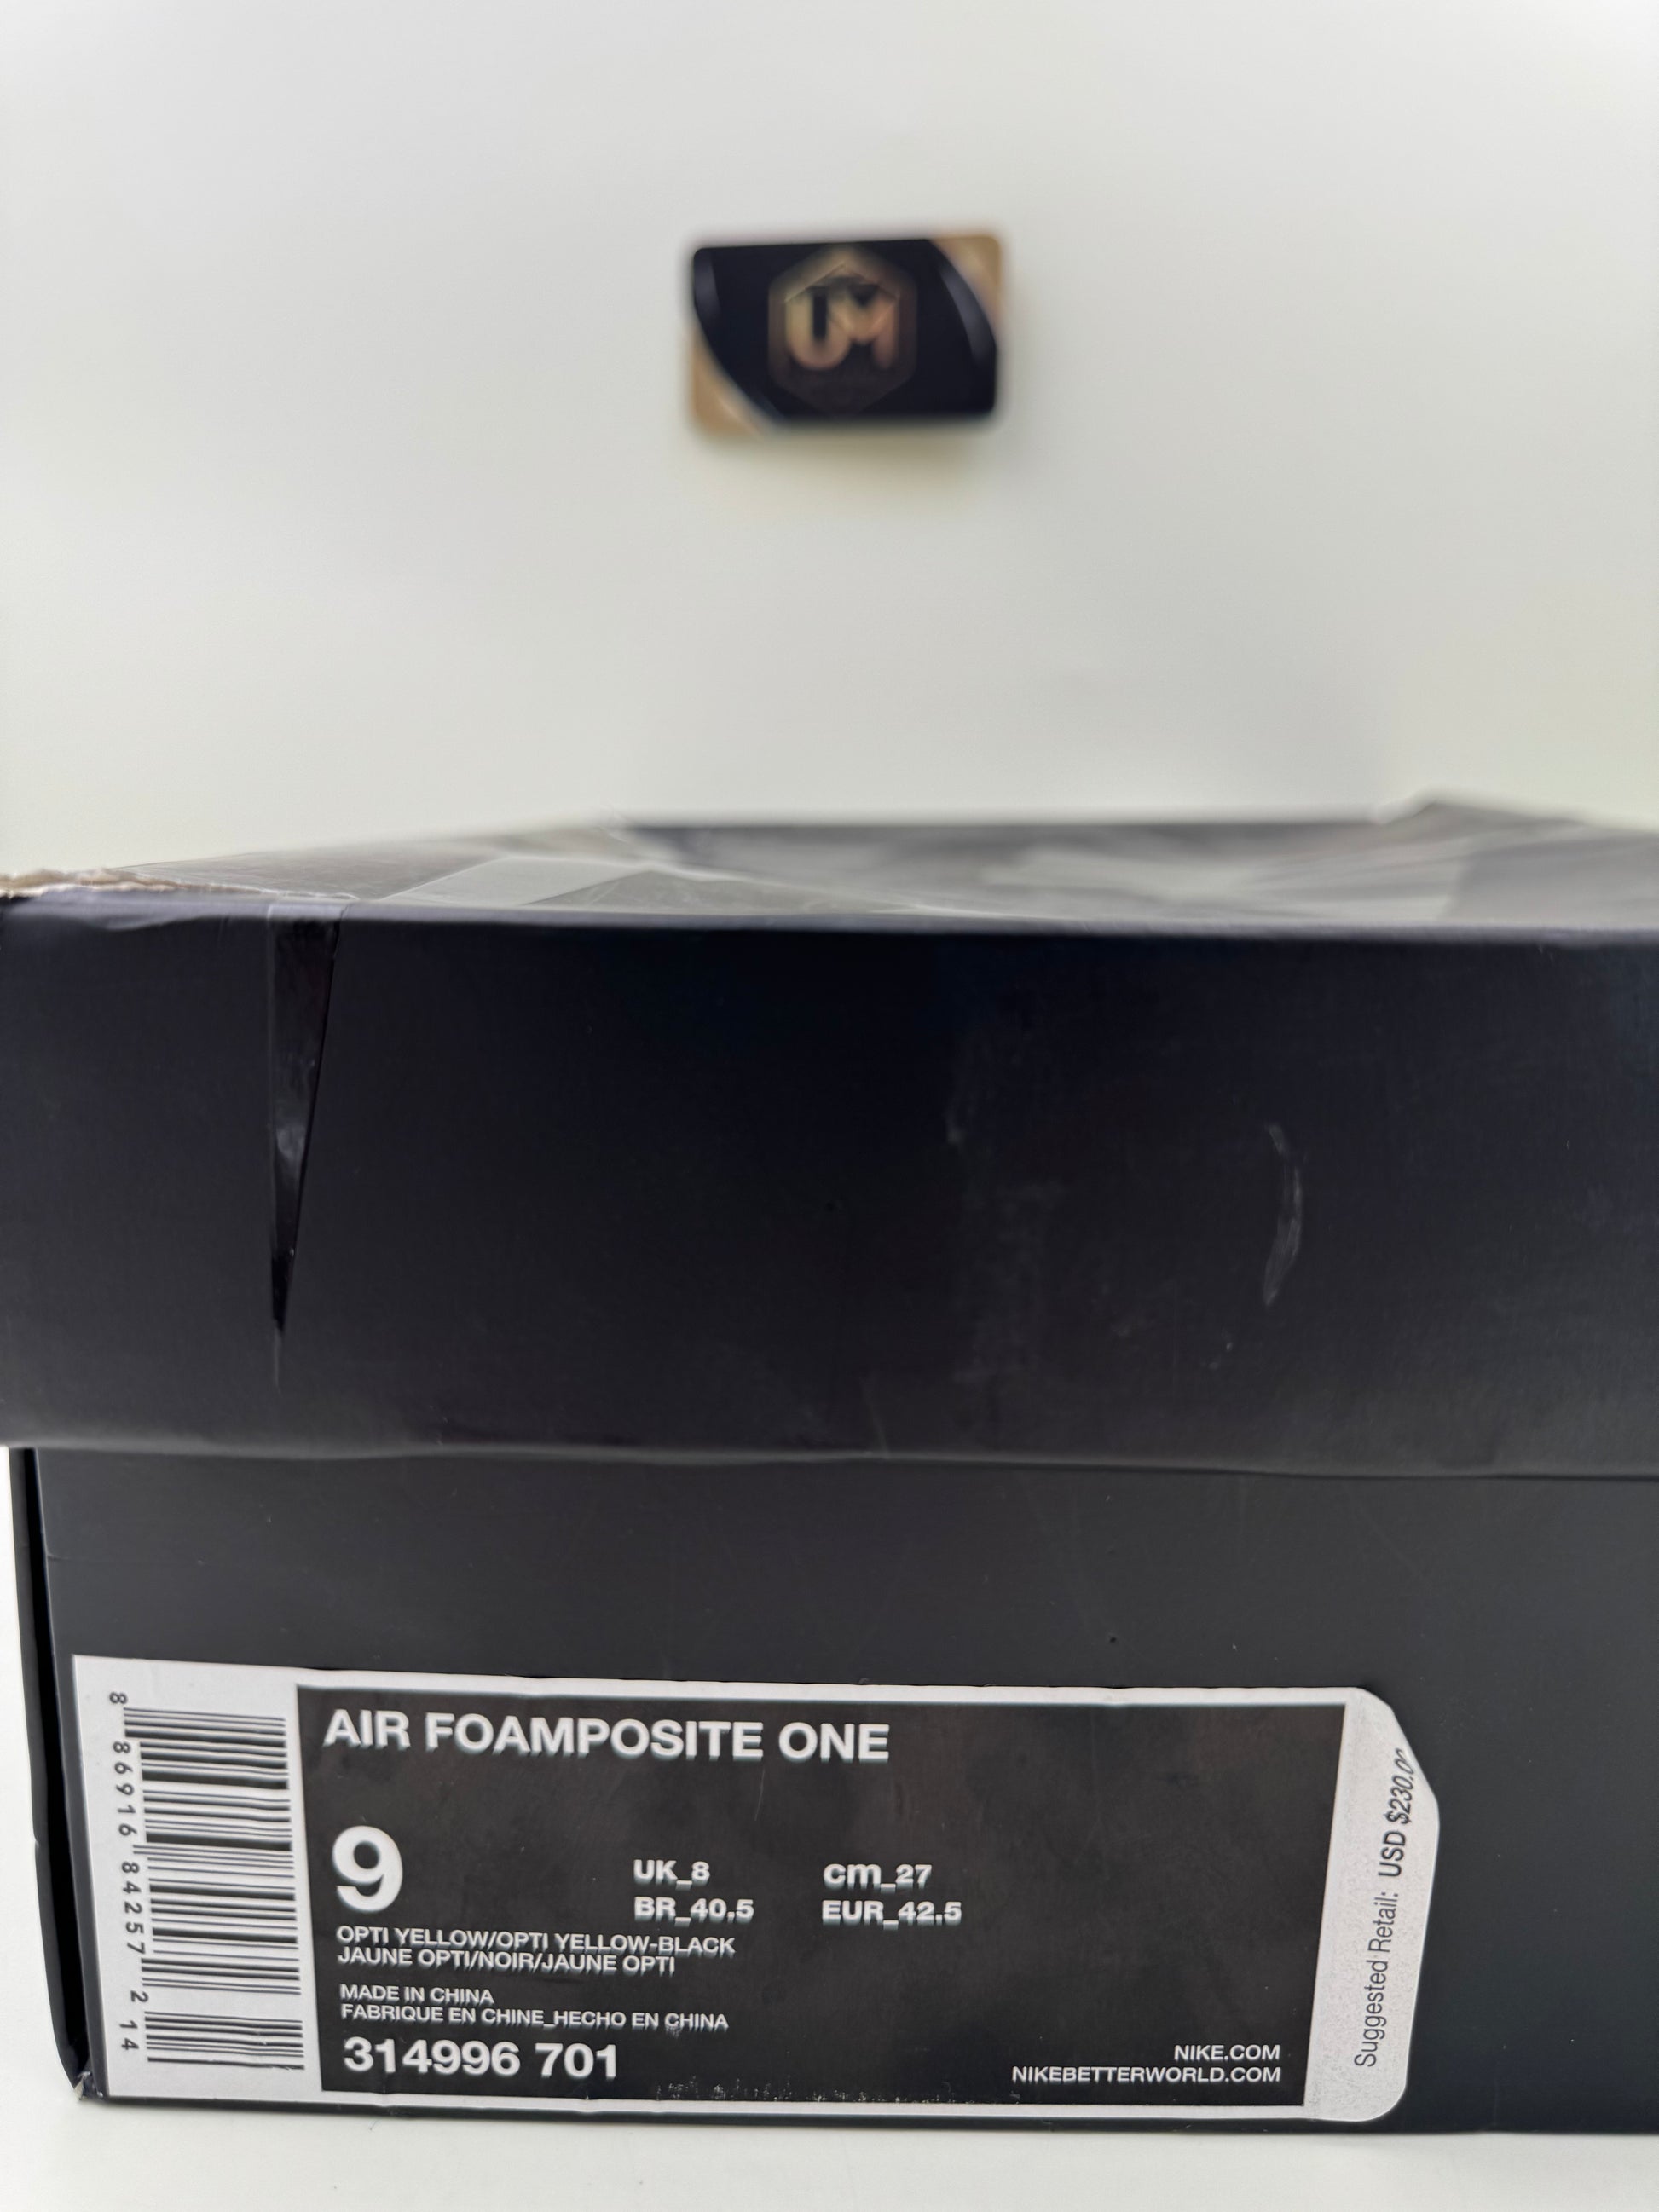 UM
AIR FOAMPOSITE ONE
9
UK_8 cm_27
BR_40.5 EUR_42.5
OPTI YELLOW/OPTI YELLOW-BLACK
JAUNE OPTI/NOIR/JAUNE OPTI
MADE IN CHINA
FABRIQUE EN CHINE_HECHO EN CHINA
314996 701
NIKE.COM
NIKEBETTERWORLD.COM
8 86916 84257 2 14
Suggested Retail: USD $230.00